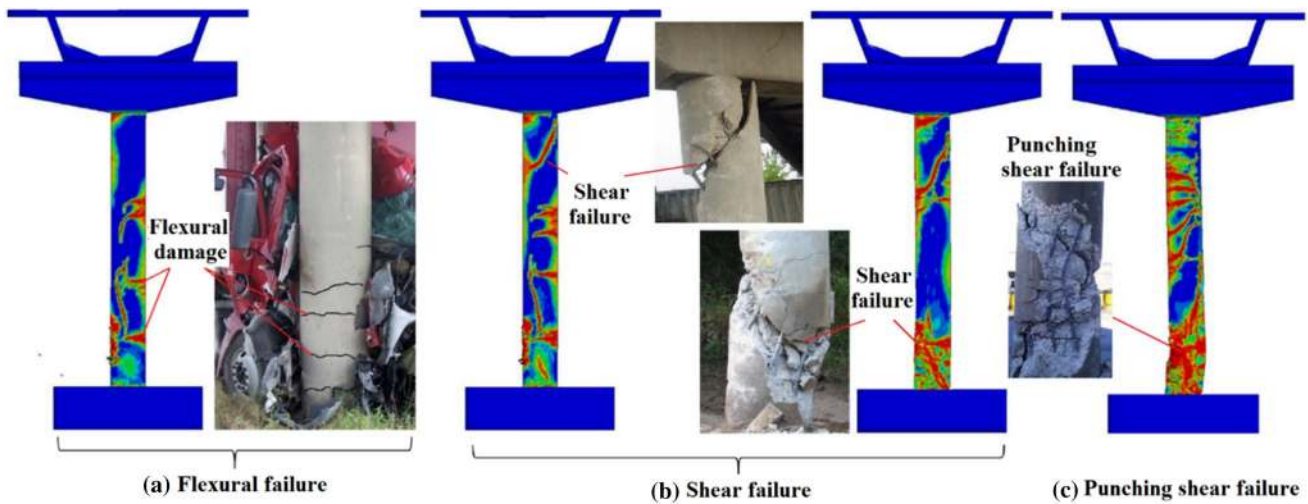 Flexural
damage
(a) Flexural failure
Shear
failure
Shear
failure
(b) Shear failure
Punching
shear failure
(c) Punching shear failure